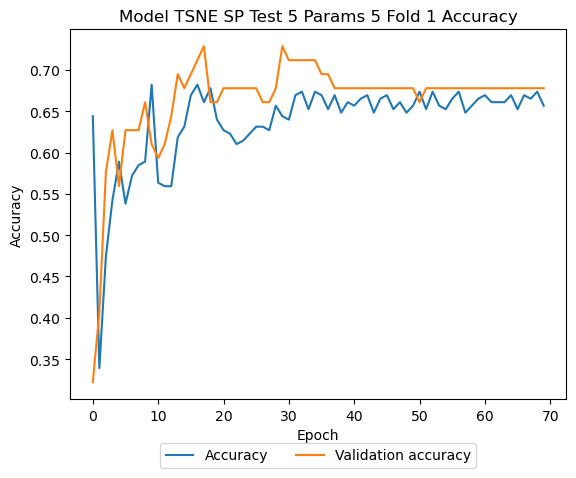 Model TSNE SP Test 5 Params 5 Fold 1 Accuracy
0.70
0.65
0.60
0.55
0.50
0.45
0.40
0.35
Accuracy
0 10 20 30 40 50 60 70
Epoch
Accuracy Validation accuracy